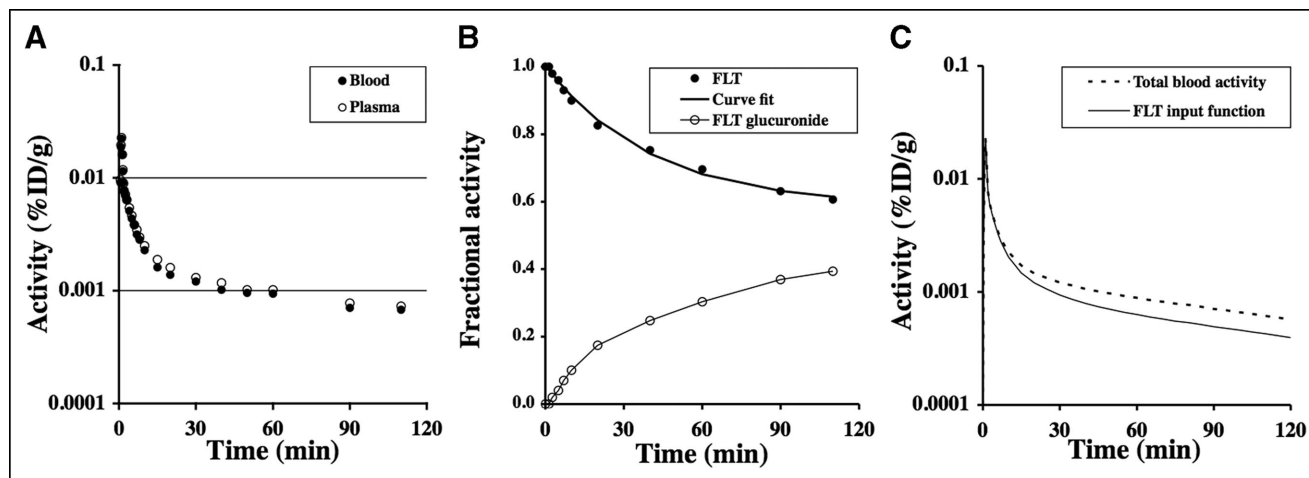 A
Activity (%ID/g)
0.1
0.01
0.001
0.0001
Blood
Plasma
0
30
60
90
120
Time (min)
B
Fractional activity
1.0
0.8
0.6
0.4
0.2
0.0
FLT
Curve fit
FLT glucuronide
0
30
60
90
120
Time (min)
C
Activity (%ID/g)
0.1
0.01
0.001
0.0001
Total blood activity
FLT input function
0
30
60
90
120
Time (min)